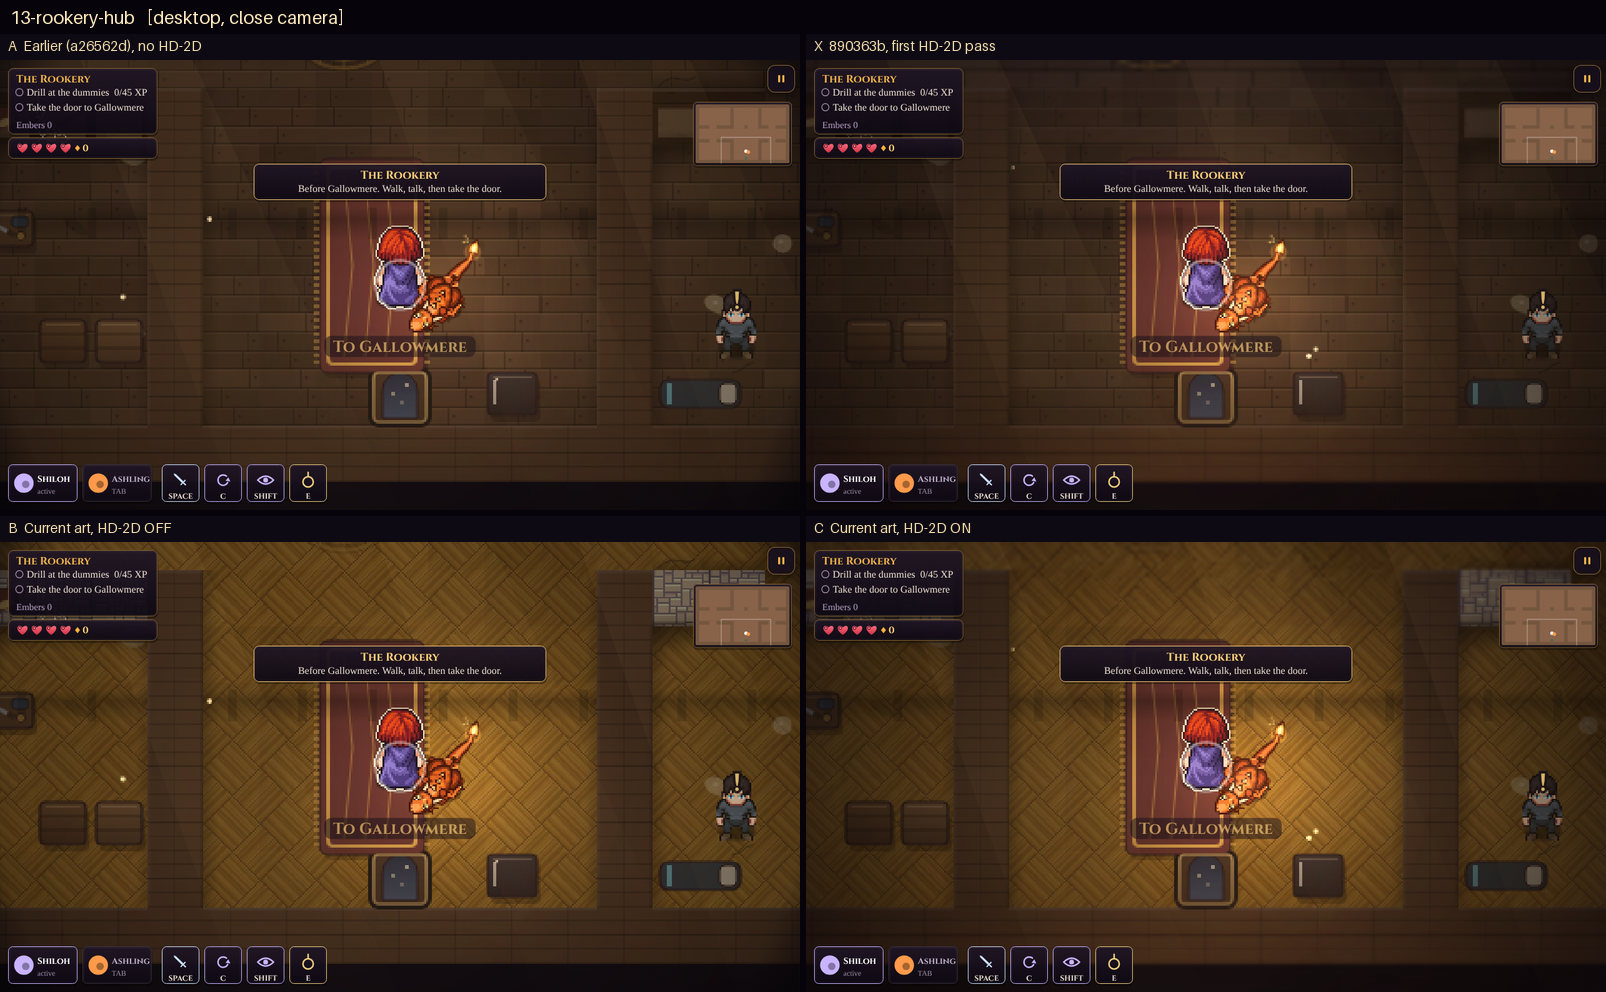 13-rookery-hub [desktop, close camera]
A Earlier (a26562d), no HD-2D
THE ROOKERY
Drill at the dummies 0/45 XP
Take the door to Gallowmere
Embers 0
0
THE ROOKERY
Before Gallowmere. Walk, talk, then take the door.
TO GALLOWMERE
SHILOH
active
ASHLING
TAB
SPACE
C
SHIFT
E
X 890363b, first HD-2D pass
THE ROOKERY
Drill at the dummies 0/45 XP
Take the door to Gallowmere
Embers 0
0
THE ROOKERY
Before Gallowmere. Walk, talk, then take the door.
TO GALLOWMERE
SHILOH
active
ASHLING
TAB
SPACE
C
SHIFT
E
B Current art, HD-2D OFF
THE ROOKERY
Drill at the dummies 0/45 XP
Take the door to Gallowmere
Embers 0
0
THE ROOKERY
Before Gallowmere. Walk, talk, then take the door.
TO GALLOWMERE
SHILOH
active
ASHLING
TAB
SPACE
C
SHIFT
E
C Current art, HD-2D ON
THE ROOKERY
Drill at the dummies 0/45 XP
Take the door to Gallowmere
Embers 0
0
THE ROOKERY
Before Gallowmere. Walk, talk, then take the door.
TO GALLOWMERE
SHILOH
active
ASHLING
TAB
SPACE
C
SHIFT
E